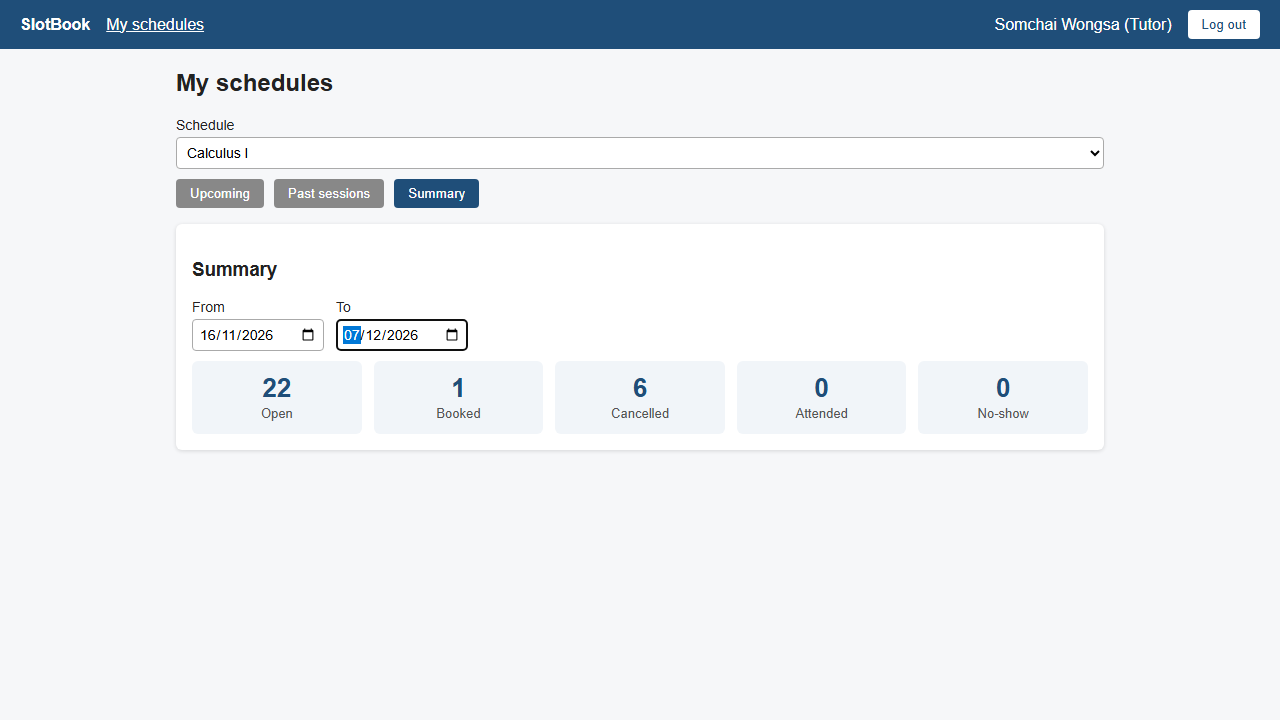 SlotBook My schedules Somchai Wongsa (Tutor) Log out
My schedules
Schedule
Calculus I
Upcoming Past sessions Summary
Summary
From To
16/11/2026 07/12/2026
22 1 6 0 0
Open Booked Cancelled Attended No-show